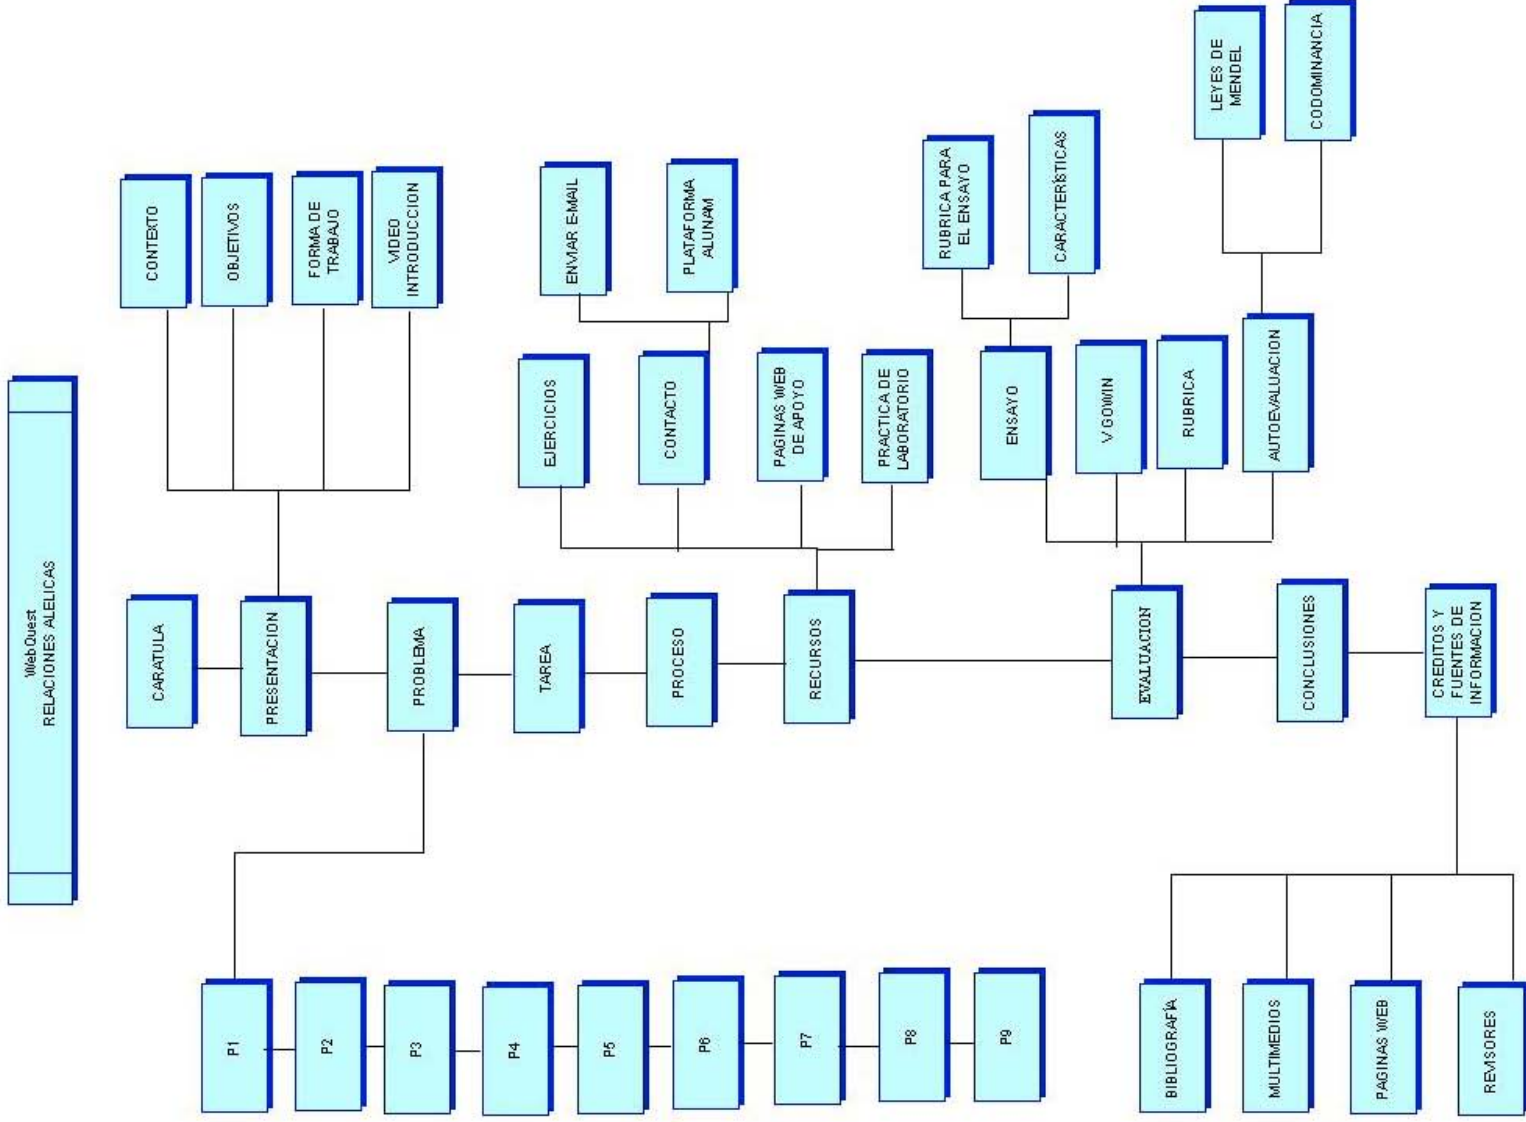 WebQuest
RELACIONES ALELICAS
CARATULA
PRESENTACION
CONTEXTO
OBJETIVOS
FORMA DE
TRABAJO
VIDEO
INTRODUCCION
PROBLEMA
P1
P2
P3
P4
P5
P6
P7
P8
P9
TAREA
PROCESO
RECURSOS
EJERCICIOS
CONTACTO
ENVIAR E-MAIL
PLATAFORMA
ALUNAM
PAGINAS WEB
DE APOYO
PRACTICA DE
LABORATORIO
EVALUACION
ENSAYO
RUBRICA PARA
EL ENSAYO
CARACTERÍSTICAS
V GOWIN
RUBRICA
AUTOEVALUACION
LEYES DE
MENDEL
CODOMINANCIA
CONCLUSIONES
CREDITOS Y
FUENTES DE
INFORMACION
BIBLIOGRAFÍA
MULTIMEDIOS
PAGINAS WEB
REVISORES